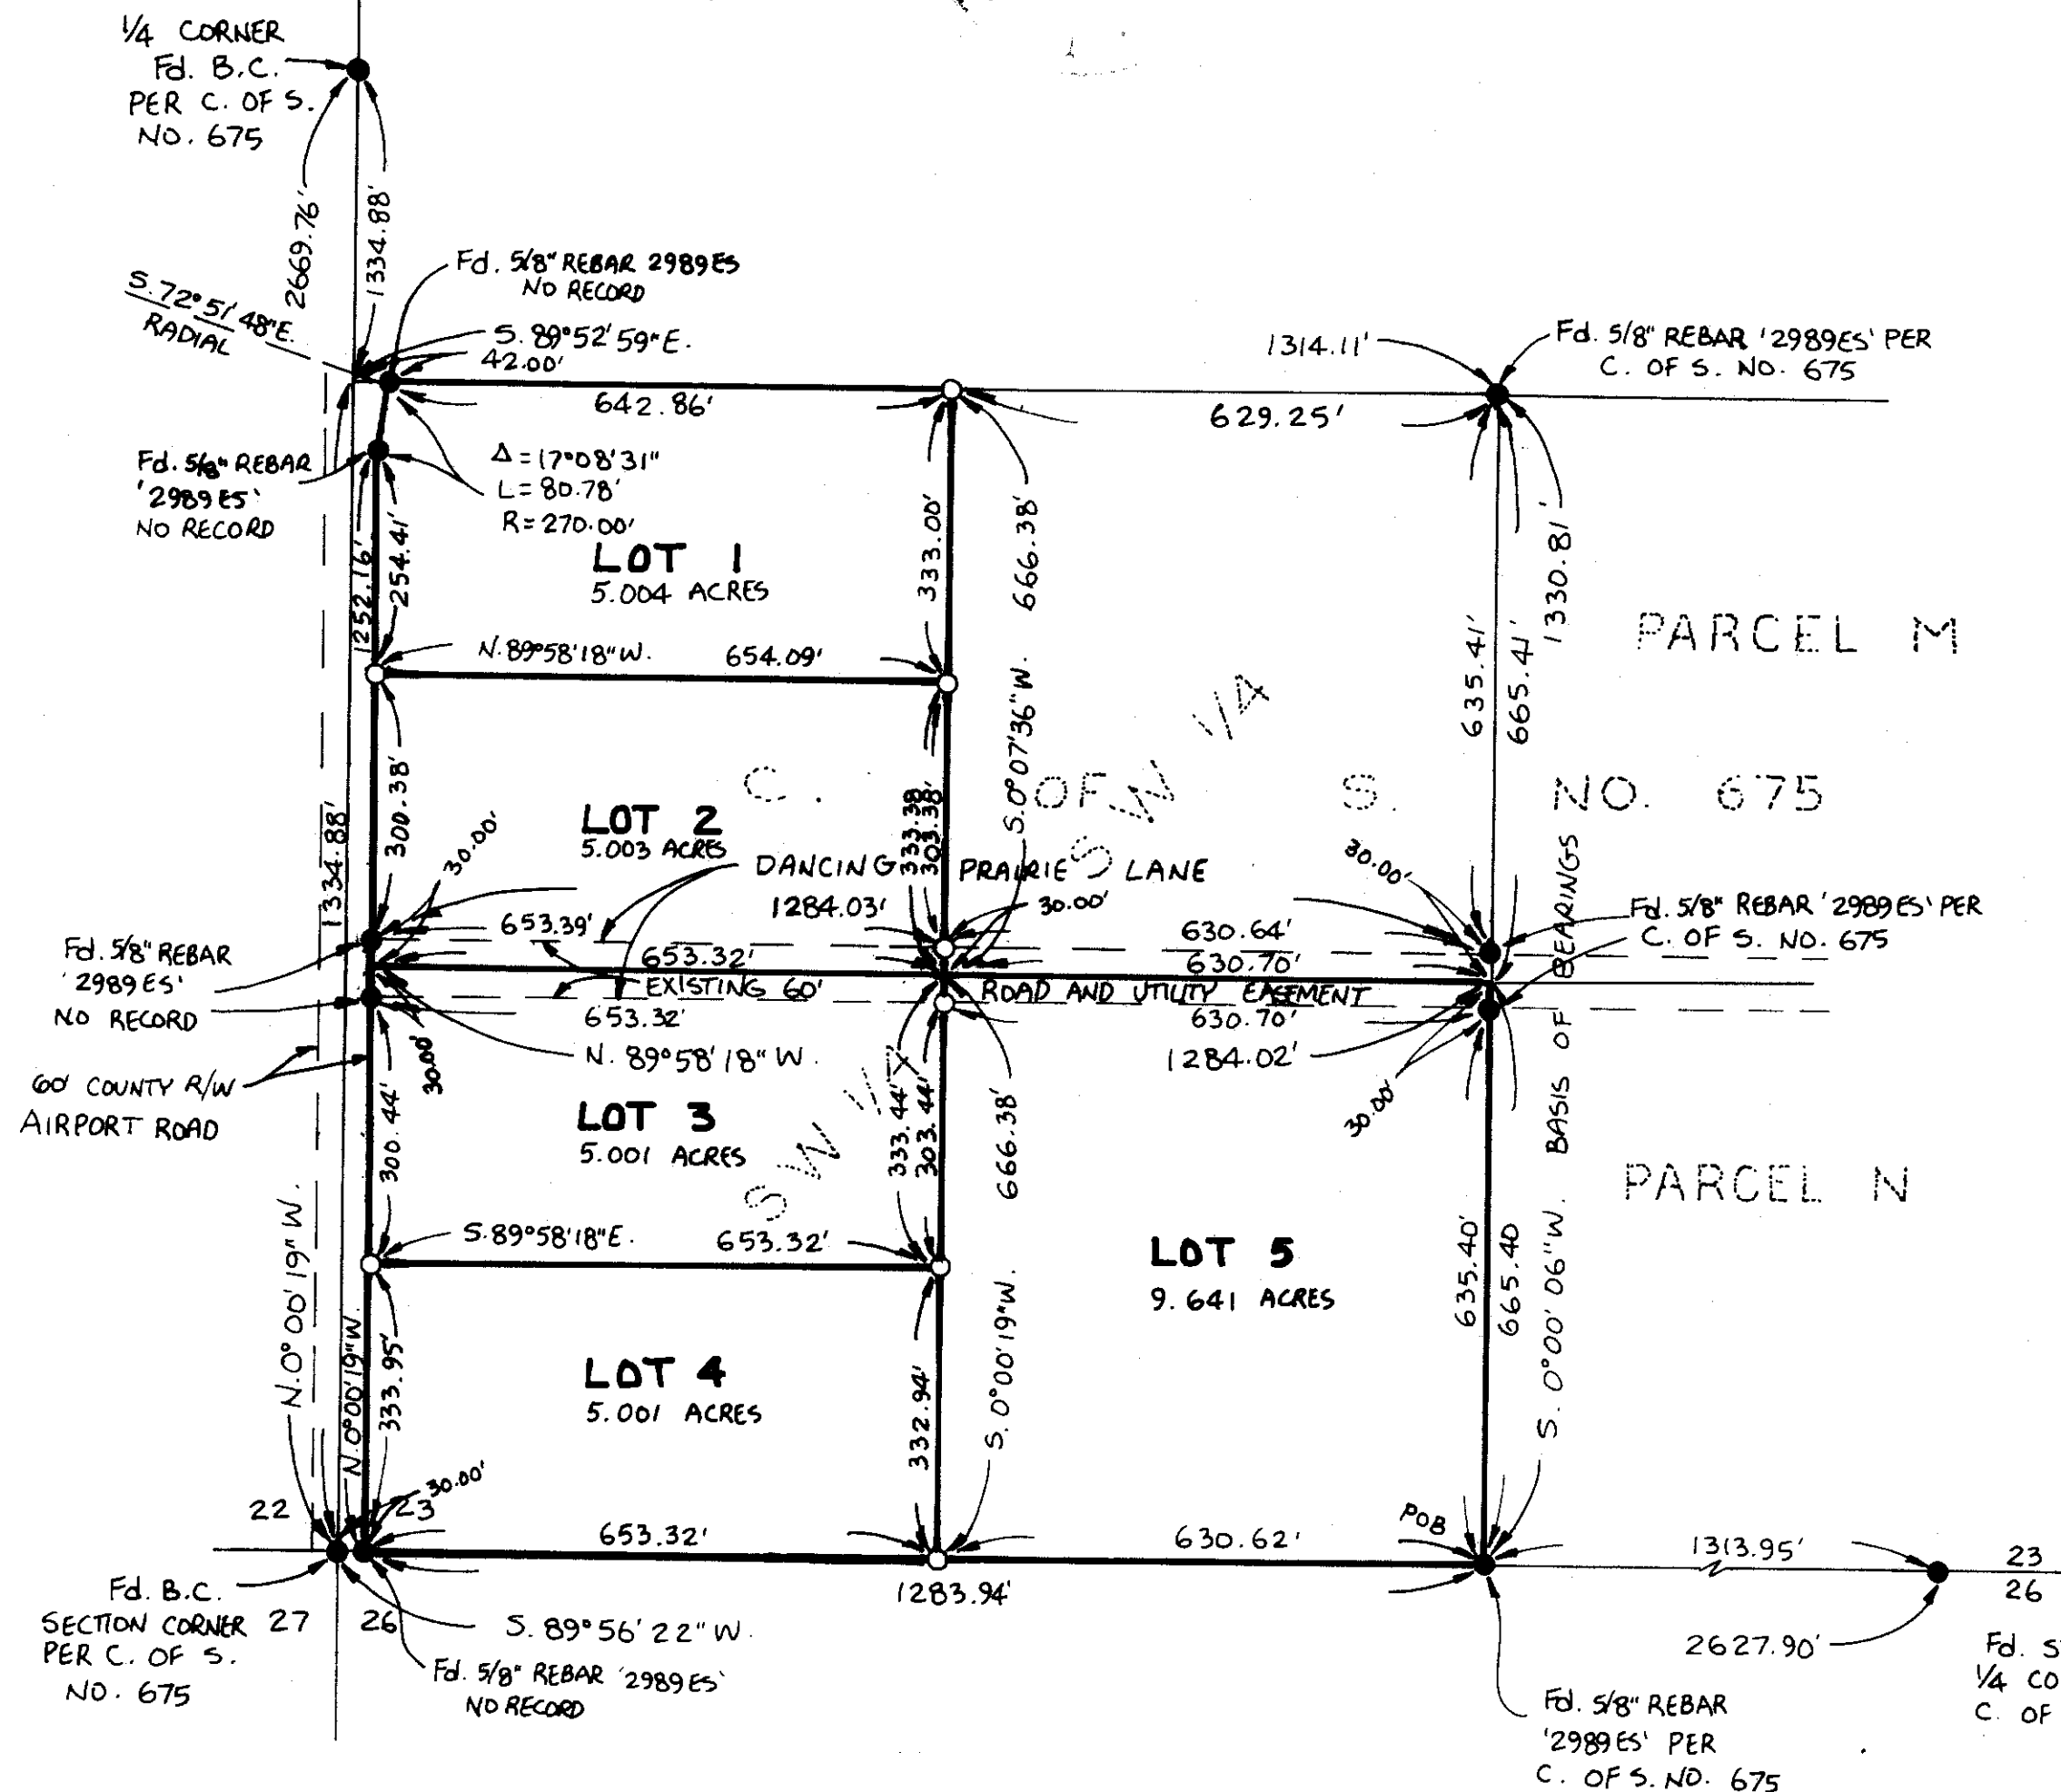 1/4 CORNER
Fd. B.C.
PER C. OF S.
NO. 675
2669.76'
1334.88'
S. 72°51'48"E.
RADIAL
Fd. 5/8" REBAR 2989ES
NO RECORD
S. 89°52'59"E.
42.00'
642.86'
1314.11'
Fd. 5/8" REBAR '2989ES' PER
C. OF S. NO. 675
629.25'
Fd. 5/8" REBAR
'2989ES'
NO RECORD
Δ = 17°08'31"
L = 80.78'
R = 270.00'
1252.16'
254.41'
LOT 1
5.004 ACRES
333.00'
666.38'
S. 0°07'36"W.
635.41'
665.41'
1330.81'
PARCEL M
N. 89°58'18"W.
654.09'
SW 1/4
C. OF S. NO. 675
1334.88'
300.38'
30.00'
LOT 2
5.003 ACRES
333.38
303.38'
DANCING PRAIRIE LANE
1284.03'
30.00'
30.00'
653.39'
630.64'
Fd. 5/8" REBAR '2989ES' PER
C. OF S. NO. 675
Fd. 5/8" REBAR
'2989ES'
NO RECORD
653.32'
630.70'
EXISTING 60' ROAD AND UTILITY EASEMENT
653.32'
630.70'
N. 89°58'18" W.
1284.02'
30.00'
30.00'
60' COUNTY R/W
AIRPORT ROAD
300.44'
LOT 3
5.001 ACRES
SW 1/4
333.44'
303.44'
666.38'
S. 0°00'19"W.
PARCEL N
S. 89°58'18"E.
653.32'
LOT 5
9.641 ACRES
635.40'
665.40
S. 0°00'06"W. BASIS OF BEARINGS
N. 0°00'19" W.
N. 0°00'19"W
333.95'
LOT 4
5.001 ACRES
332.94'
30.00'
22
23
653.32'
630.62'
POB
1313.95'
23
26
1283.94'
Fd. B.C.
SECTION CORNER
PER C. OF S.
NO. 675
27
26
S. 89°56'22" W.
Fd. 5/8" REBAR '2989ES'
NO RECORD
2627.90'
Fd. S
1/4 CO
C. OF
Fd. 5/8" REBAR
'2989ES' PER
C. OF S. NO. 675